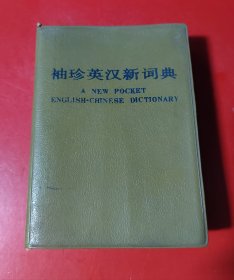 袖珍英汉新词典
A NEW POCKET
ENGLISH-CHINESE DICTIONARY